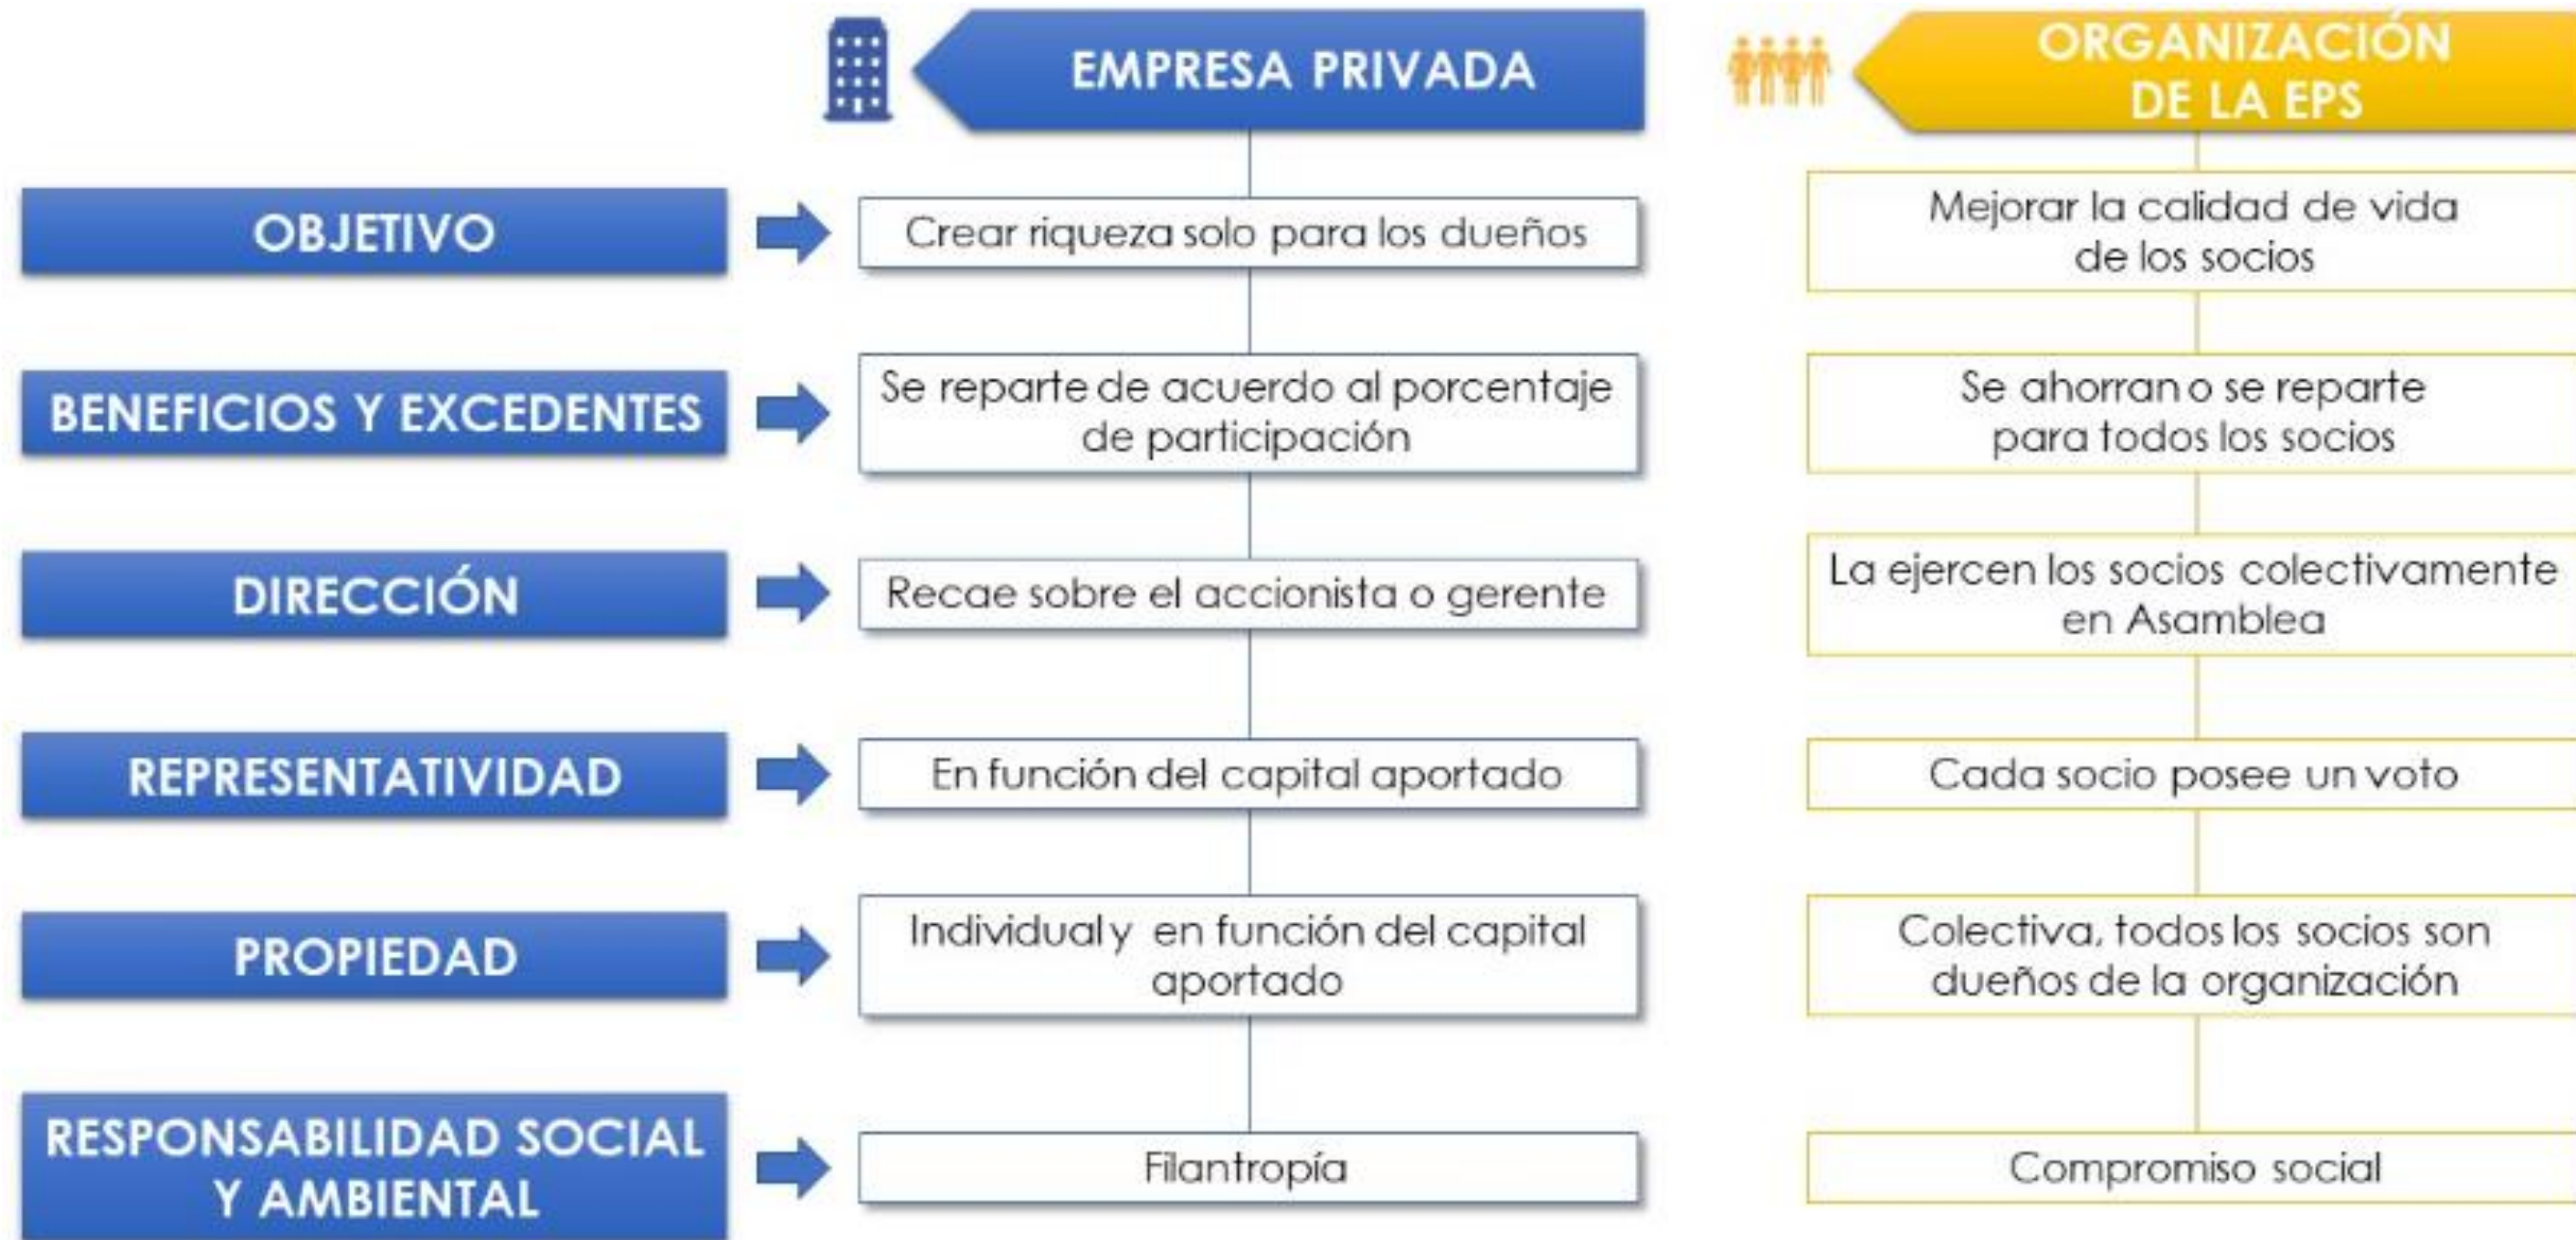 EMPRESA PRIVADA
ORGANIZACIÓN
DE LA EPS
OBJETIVO
Crear riqueza solo para los dueños
Mejorar la calidad de vida
de los socios
BENEFICIOS Y EXCEDENTES
Se reparte de acuerdo al porcentaje
de participación
Se ahorran o se reparte
para todos los socios
DIRECCIÓN
Recae sobre el accionista o gerente
La ejercen los socios colectivamente
en Asamblea
REPRESENTATIVIDAD
En función del capital aportado
Cada socio posee un voto
PROPIEDAD
Individual y en función del capital
aportado
Colectiva, todos los socios son
dueños de la organización
RESPONSABILIDAD SOCIAL
Y AMBIENTAL
Filantropía
Compromiso social